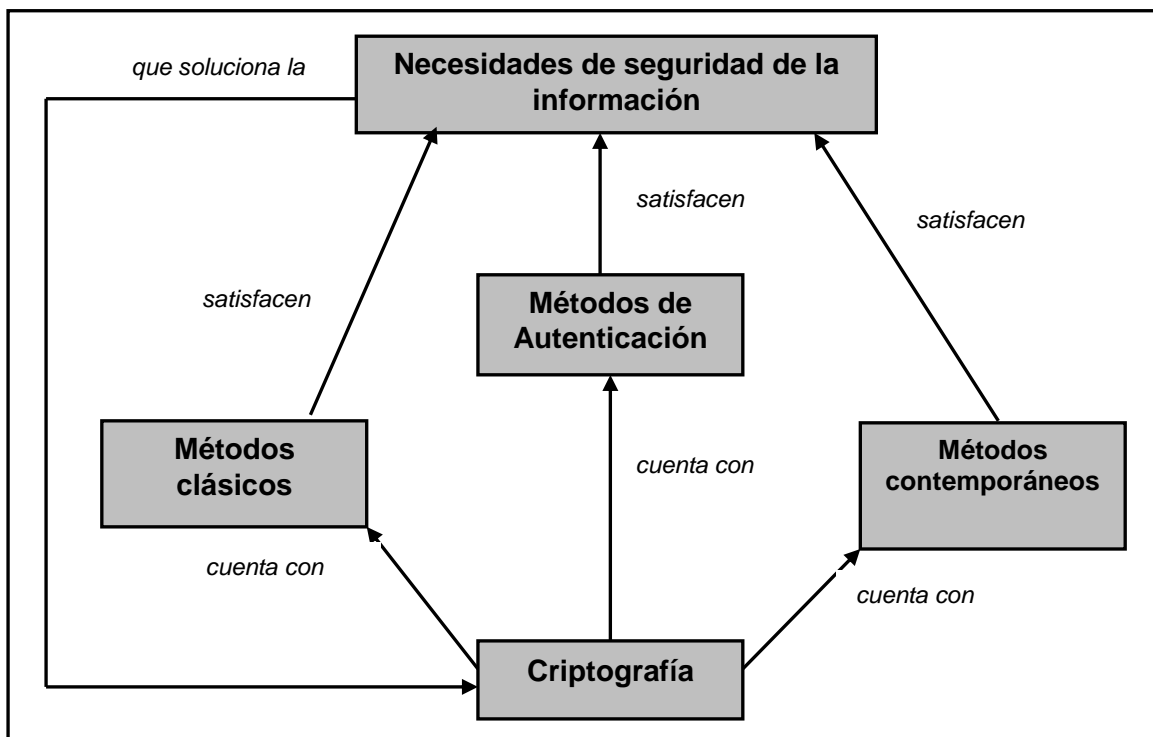 que soluciona la
Necesidades de seguridad de la
información
satisfacen
satisfacen
satisfacen
Métodos de
Autenticación
Métodos
clásicos
cuenta con
Métodos
contemporáneos
cuenta con
cuenta con
Criptografía